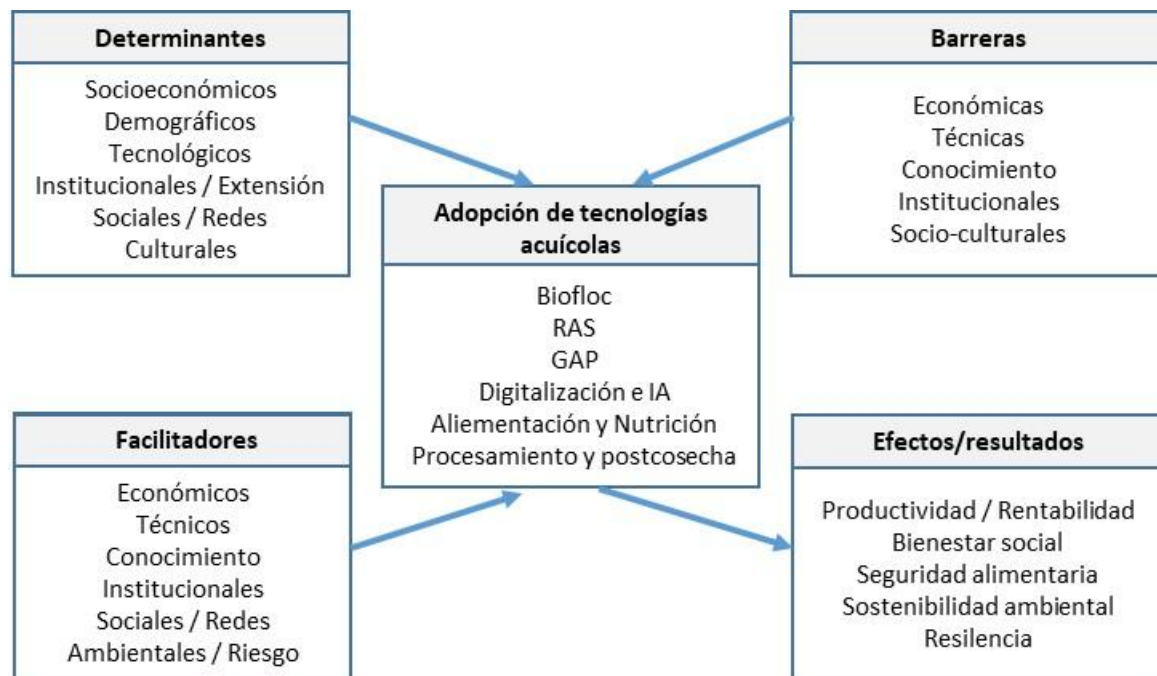 Determinantes
Socioeconómicos
Demográficos
Tecnológicos
Institucionales / Extensión
Sociales / Redes
Culturales
Barreras
Económicas
Técnicas
Conocimiento
Institucionales
Socio-culturales
Adopción de tecnologías
acuícolas
Biofloc
RAS
GAP
Digitalización e IA
Aliementación y Nutrición
Procesamiento y postcosecha
Facilitadores
Económicos
Técnicos
Conocimiento
Institucionales
Sociales / Redes
Ambientales / Riesgo
Efectos/resultados
Productividad / Rentabilidad
Bienestar social
Seguridad alimentaria
Sostenibilidad ambiental
Resilencia